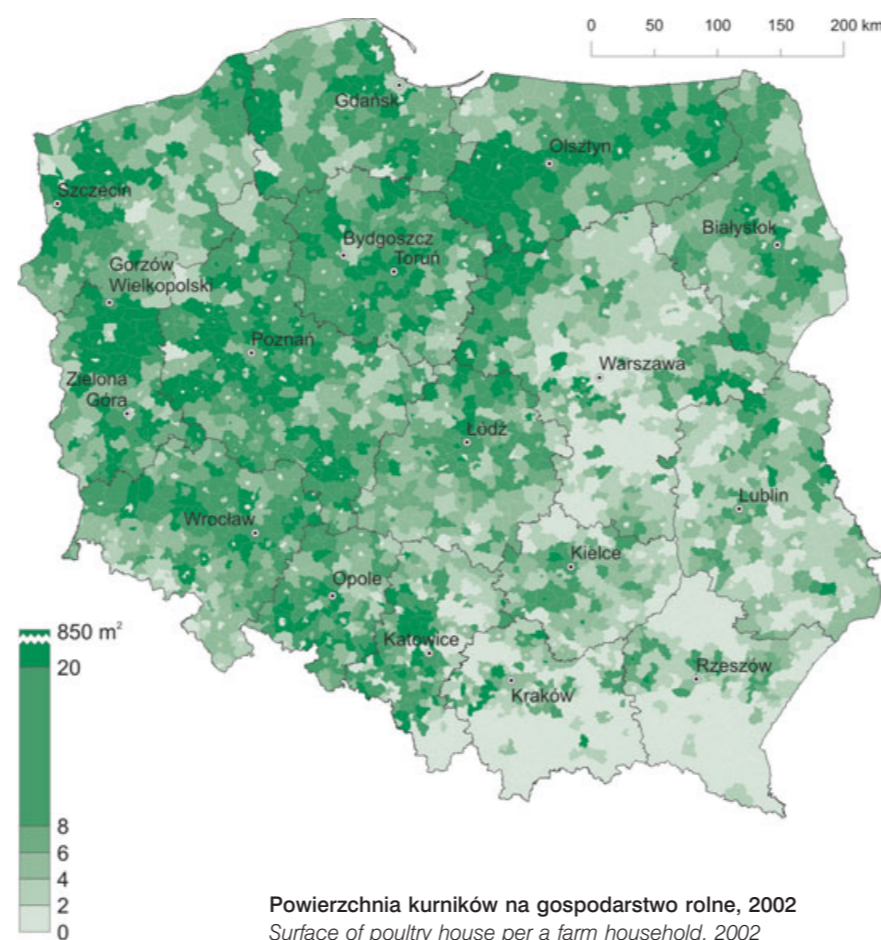 0 50 100 150 200 km
Gdańsk
Olsztyn
Szczecin
Białystok
Bydgoszcz
Toruń
Gorzów
Wielkopolski
Poznań
Warszawa
Zielona
Góra
Łódź
Lublin
Wrocław
Kielce
Opole
Katowice
Rzeszów
Kraków
850 m²
20
8
6
4
2
0
Powierzchnia kurników na gospodarstwo rolne, 2002
Surface of poultry house per a farm household, 2002